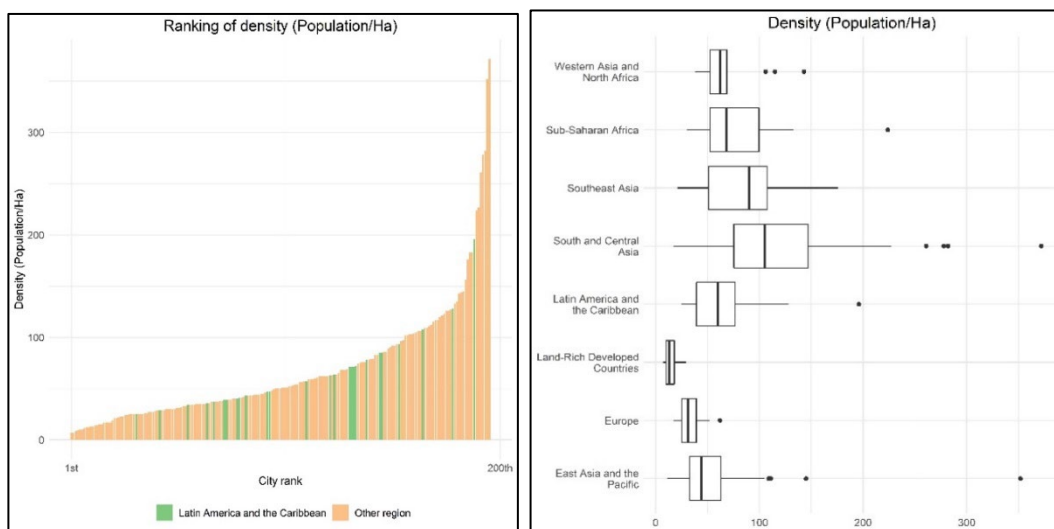 Ranking of density (Population/Ha)
Density (Population/Ha)
300
200
100
0
1st
200th
City rank
Latin America and the Caribbean
Other region
Density (Population/Ha)
Western Asia and
North Africa
Sub-Saharan Africa
Southeast Asia
South and Central
Asia
Latin America and
the Caribbean
Land-Rich Developed
Countries
Europe
East Asia and the
Pacific
0
100
200
300